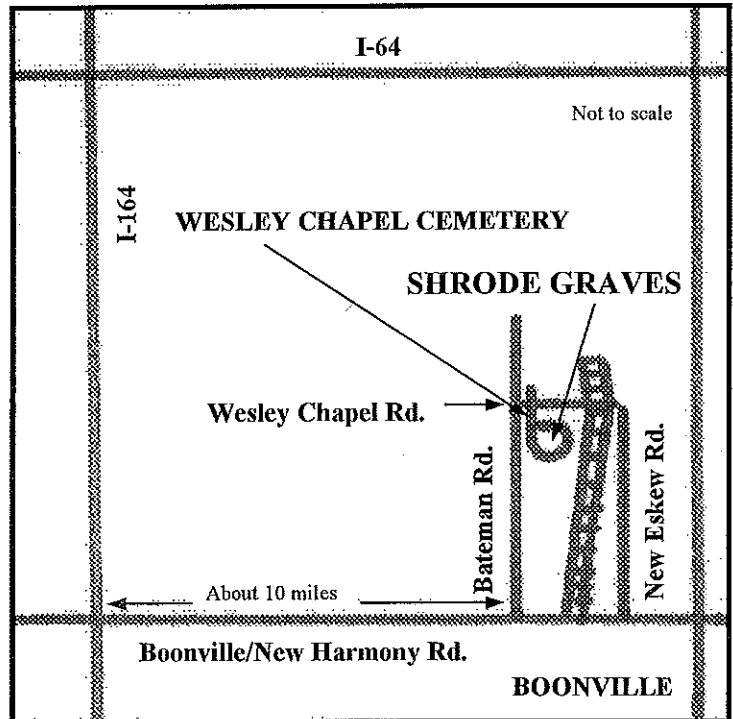 I-64
Not to scale
I-164
WESLEY CHAPEL CEMETERY
SHRODE GRAVES
Wesley Chapel Rd.
Bateman Rd.
New Eskew Rd.
About 10 miles
Boonville/New Harmony Rd.
BOONVILLE